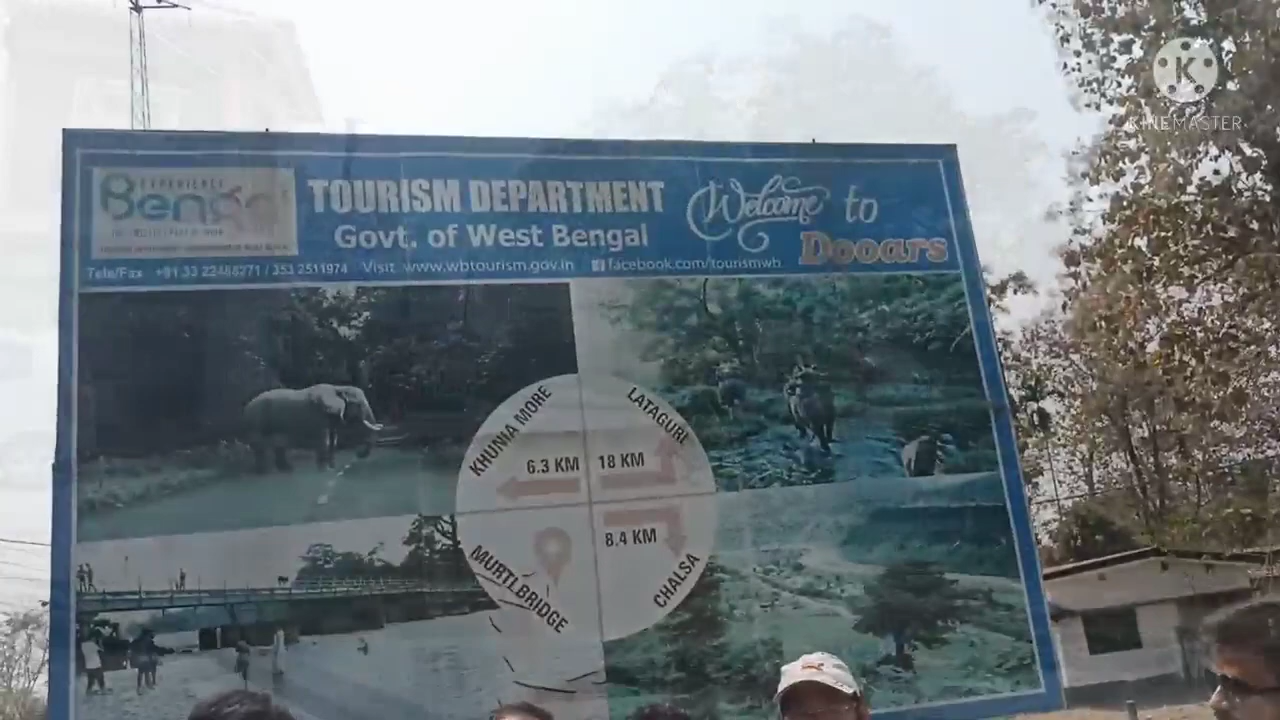 KINEMASTER
EXPERIENCE
Bengal
TOURISM DEPARTMENT
Govt. of West Bengal
Welcome to
Dooars
Tele/Fax +91 33 22488271 / 353 2511974 Visit www.wbtourism.gov.in facebook.com/tourismwb
KHUNIA MORE
6.3 KM
LATAGURI
18 KM
MURTI BRIDGE
8.4 KM
CHALSA